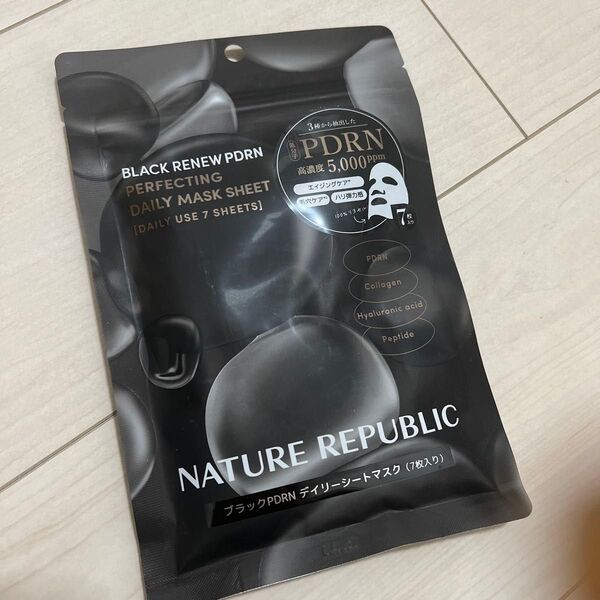 BLACK RENEW PDRN
PERFECTING
DAILY MASK SHEET
[DAILY USE 7 SHEETS]
3種から抽出した
PDRN
高濃度 5,000 ppm
エイジングケア*
毛穴ケア** ハリ弾力感
7枚入り
PDRN
Collagen
Hyaluronic acid
Peptide
NATURE REPUBLIC
ブラックPDRN デイリーシートマスク (7枚入り)